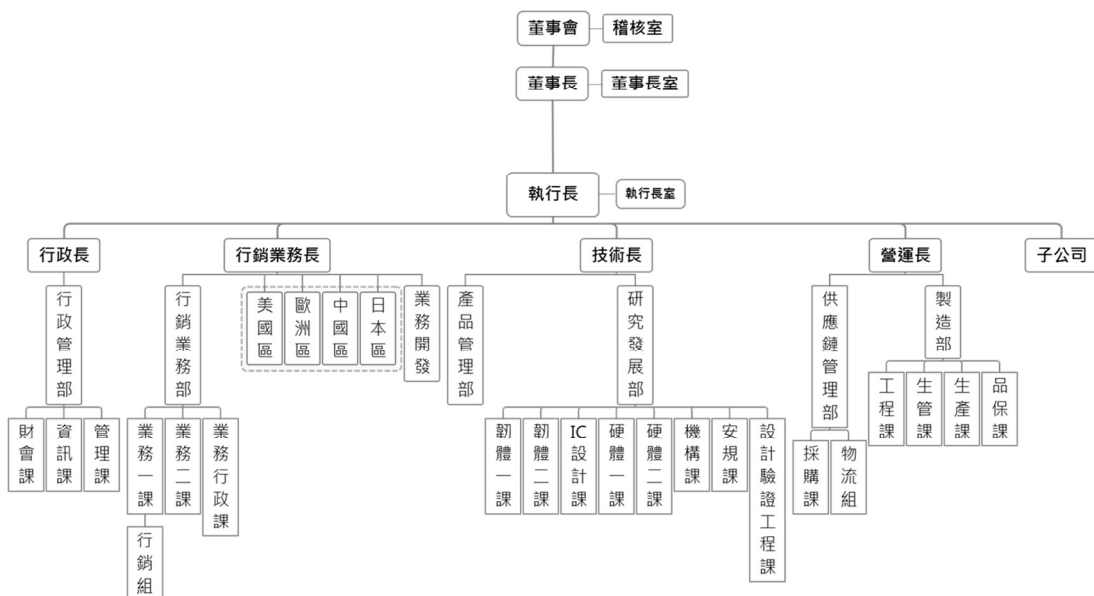 董事會
稽核室
董事長
董事長室
執行長
執行長室
行政長
行銷業務長
技術長
營運長
子公司
行政管理部
行銷業務部
美國區
歐洲區
中國區
日本區
業務開發
產品管理部
研究發展部
供應鏈管理部
製造部
財會課
資訊課
管理課
業務一課
業務二課
業務行政課
行銷組
韌體一課
韌體二課
IC設計課
硬體一課
硬體二課
機構課
安規課
設計驗證工程課
採購課
物流組
工程課
生管課
生產課
品保課